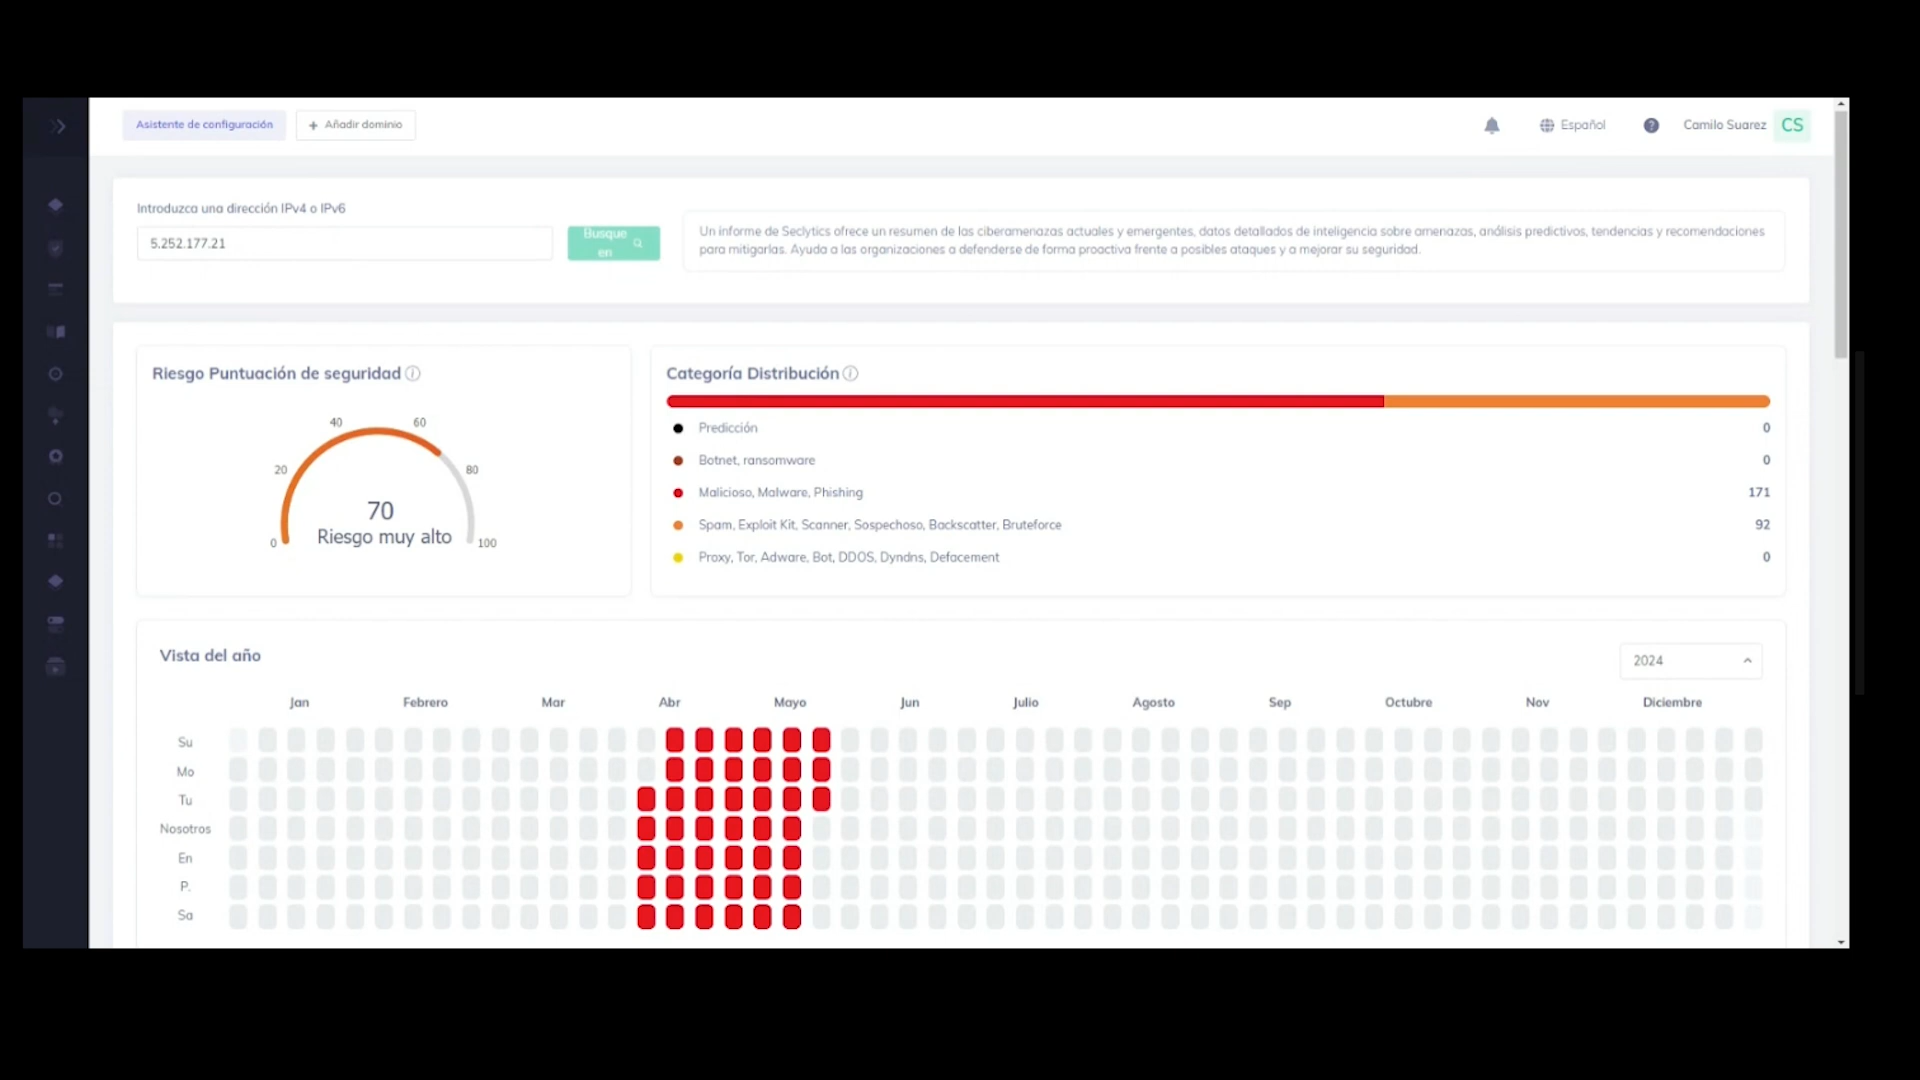 Asistente de configuración
+ Añadir dominio
Español
?
Camilo Suarez
CS
Introduzca una dirección IPv4 o IPv6
5.252.177.21
Busque
en
Un informe de Seclytics ofrece un resumen de las ciberamenazas actuales y emergentes, datos detallados de inteligencia sobre amenazas, análisis predictivos, tendencias y recomendaciones
para mitigarlas. Ayuda a las organizaciones a defenderse de forma proactiva frente a posibles ataques y a mejorar su seguridad.
Riesgo Puntuación de seguridad
0
20
40
60
80
100
70
Riesgo muy alto
Categoría Distribución
Predicción 0
Botnet, ransomware 0
Malicioso, Malware, Phishing 171
Spam, Exploit Kit, Scanner, Sospechoso, Backscatter, Bruteforce 92
Proxy, Tor, Adware, Bot, DDOS, Dyndns, Defacement 0
Vista del año
2024
Jan Febrero Mar Abr Mayo Jun Julio Agosto Sep Octubre Nov Diciembre
Su
Mo
Tu
Nosotros
En
P.
Sa